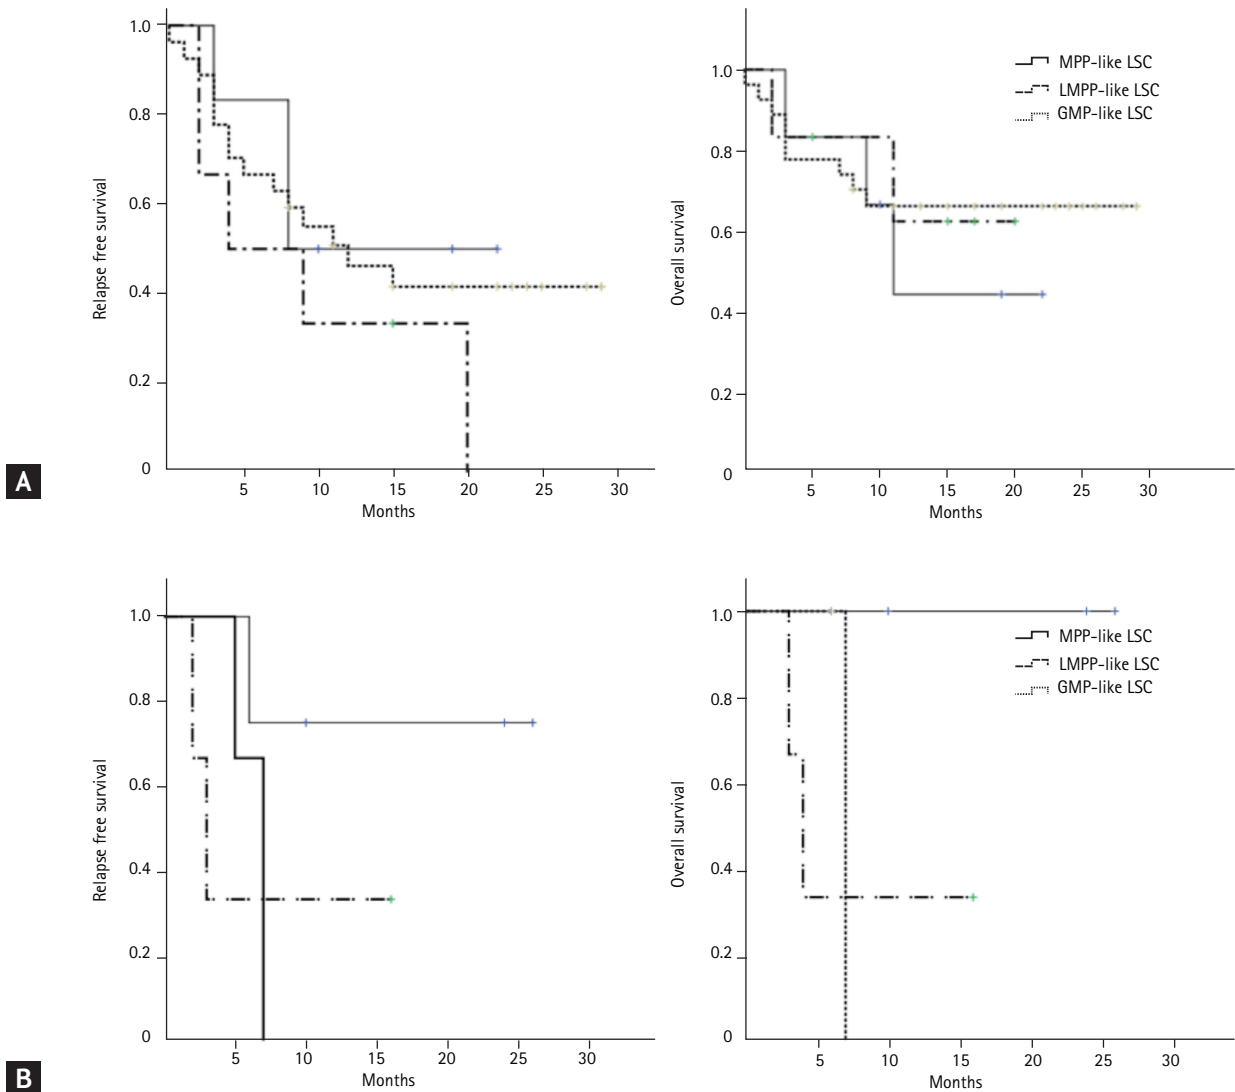 1.0
0.8
0.6
0.4
0.2
0
Relapse free survival
5 10 15 20 25 30
Months
A
1.0
0.8
0.6
0.4
0.2
0
Overall survival
5 10 15 20 25 30
Months
MPP-like LSC
LMPP-like LSC
GMP-like LSC
1.0
0.8
0.6
0.4
0.2
0
Relapse free survival
5 10 15 20 25 30
Months
B
1.0
0.8
0.6
0.4
0.2
0
Overall survival
5 10 15 20 25 30
Months
MPP-like LSC
LMPP-like LSC
GMP-like LSC